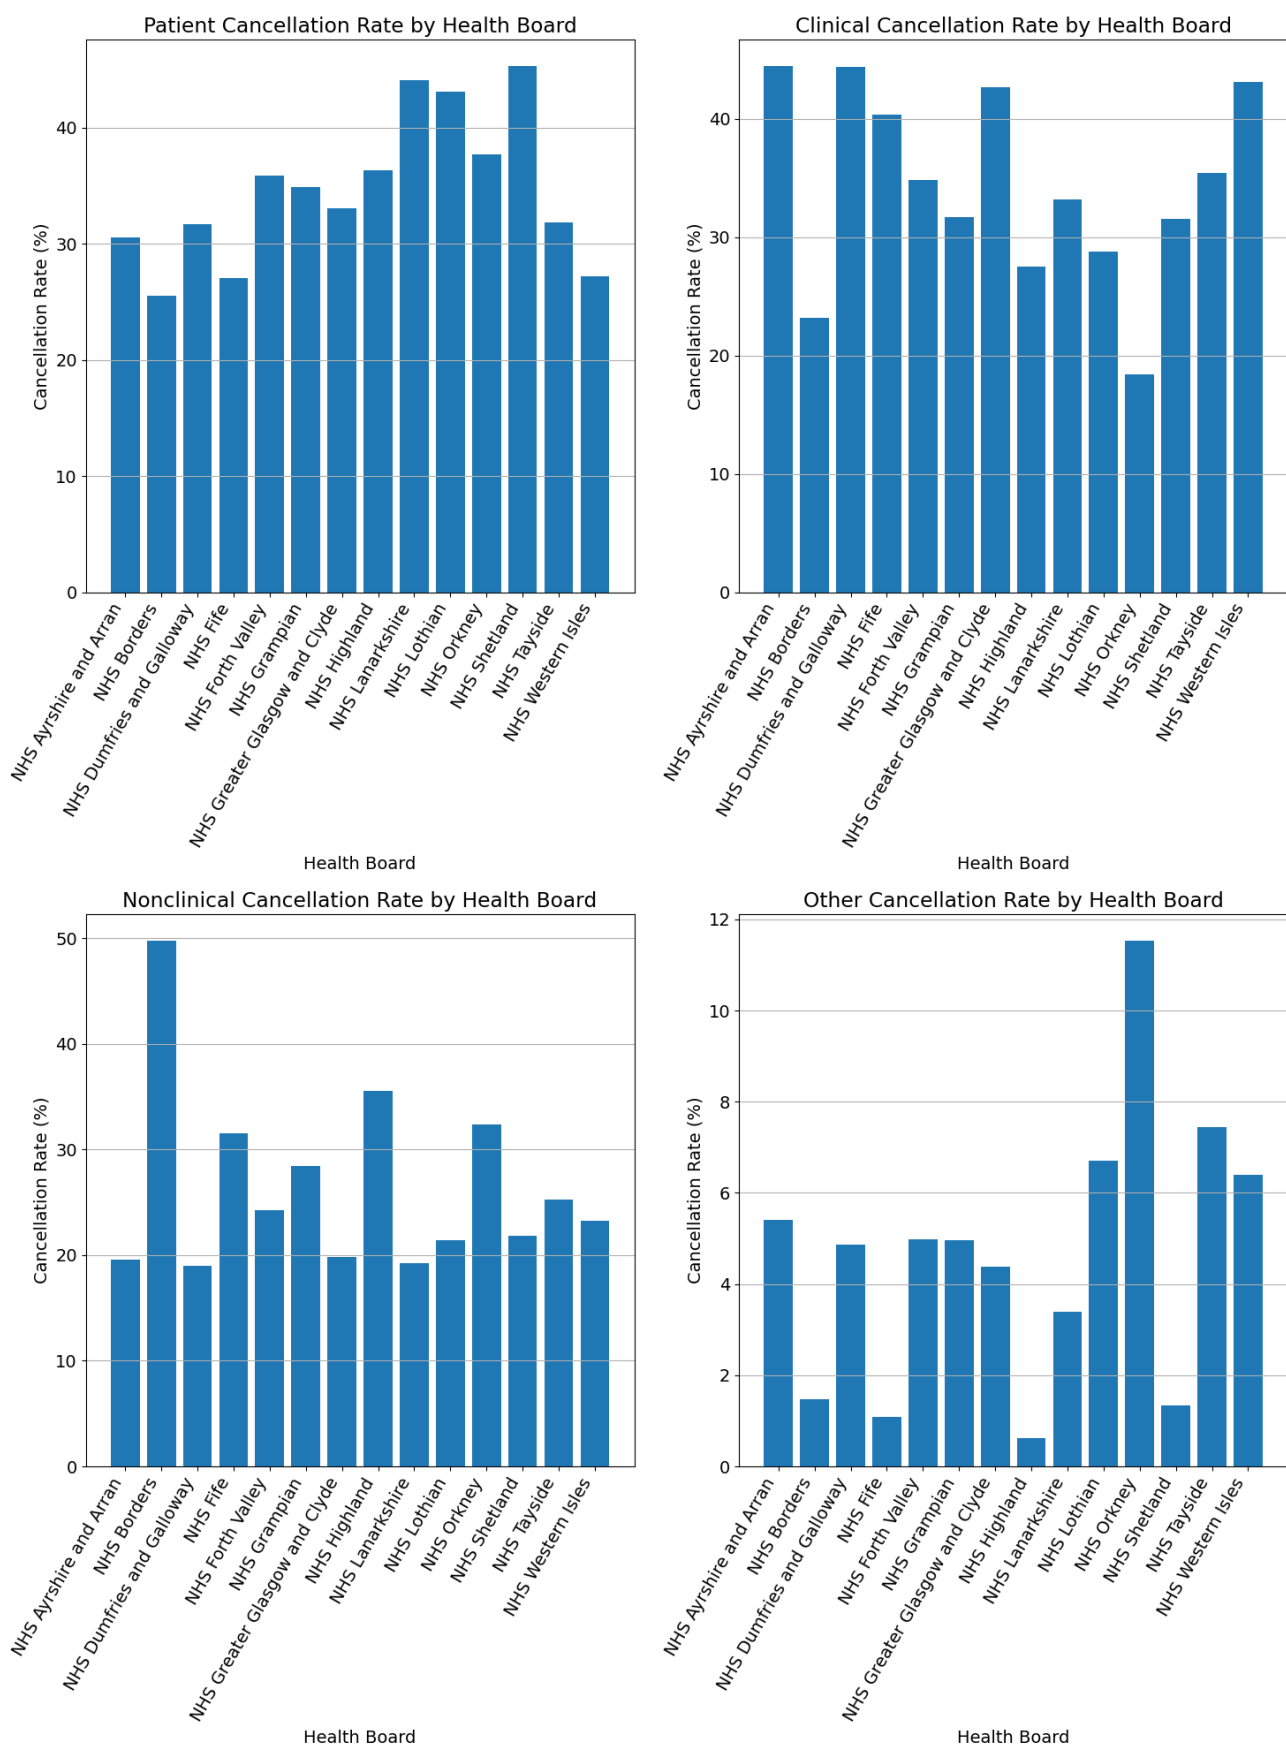 Patient Cancellation Rate by Health Board
Cancellation Rate (%)
40
30
20
10
0
NHS Ayrshire and Arran
NHS Borders
NHS Dumfries and Galloway
NHS Fife
NHS Forth Valley
NHS Grampian
NHS Greater Glasgow and Clyde
NHS Highland
NHS Lanarkshire
NHS Lothian
NHS Orkney
NHS Shetland
NHS Tayside
NHS Western Isles
Health Board
Clinical Cancellation Rate by Health Board
Cancellation Rate (%)
40
30
20
10
0
NHS Ayrshire and Arran
NHS Borders
NHS Dumfries and Galloway
NHS Fife
NHS Forth Valley
NHS Grampian
NHS Greater Glasgow and Clyde
NHS Highland
NHS Lanarkshire
NHS Lothian
NHS Orkney
NHS Shetland
NHS Tayside
NHS Western Isles
Health Board
Nonclinical Cancellation Rate by Health Board
Cancellation Rate (%)
50
40
30
20
10
0
NHS Ayrshire and Arran
NHS Borders
NHS Dumfries and Galloway
NHS Fife
NHS Forth Valley
NHS Grampian
NHS Greater Glasgow and Clyde
NHS Highland
NHS Lanarkshire
NHS Lothian
NHS Orkney
NHS Shetland
NHS Tayside
NHS Western Isles
Health Board
Other Cancellation Rate by Health Board
Cancellation Rate (%)
12
10
8
6
4
2
0
NHS Ayrshire and Arran
NHS Borders
NHS Dumfries and Galloway
NHS Fife
NHS Forth Valley
NHS Grampian
NHS Greater Glasgow and Clyde
NHS Highland
NHS Lanarkshire
NHS Lothian
NHS Orkney
NHS Shetland
NHS Tayside
NHS Western Isles
Health Board